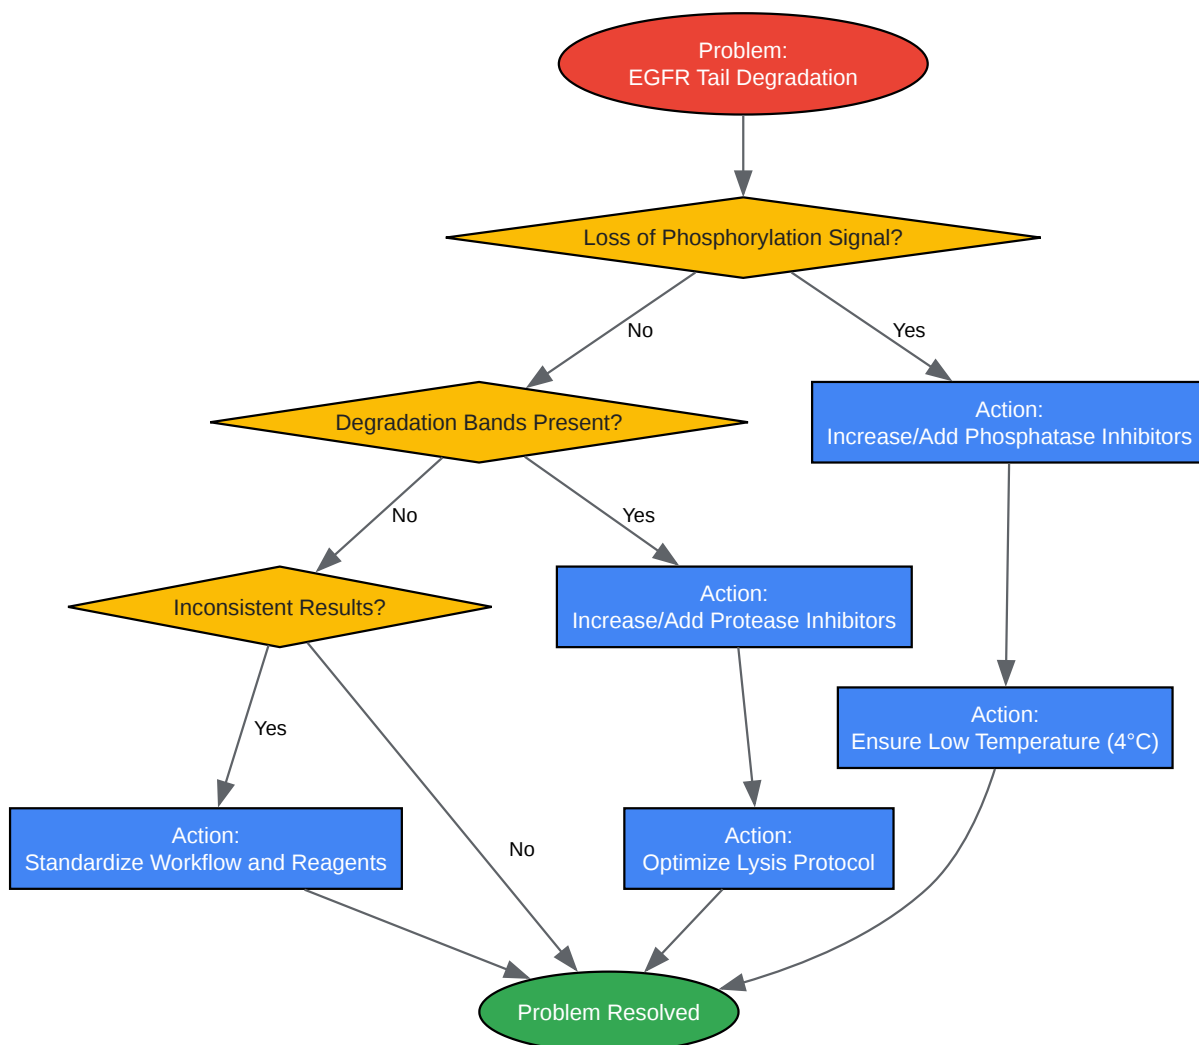 Problem:
EGFR Tail Degradation
Loss of Phosphorylation Signal?
No
Yes
Degradation Bands Present?
Action:
Increase/Add Phosphatase Inhibitors
No
Yes
Inconsistent Results?
Action:
Increase/Add Protease Inhibitors
Yes
No
Action:
Ensure Low Temperature (4°C)
Action:
Standardize Workflow and Reagents
Action:
Optimize Lysis Protocol
Problem Resolved